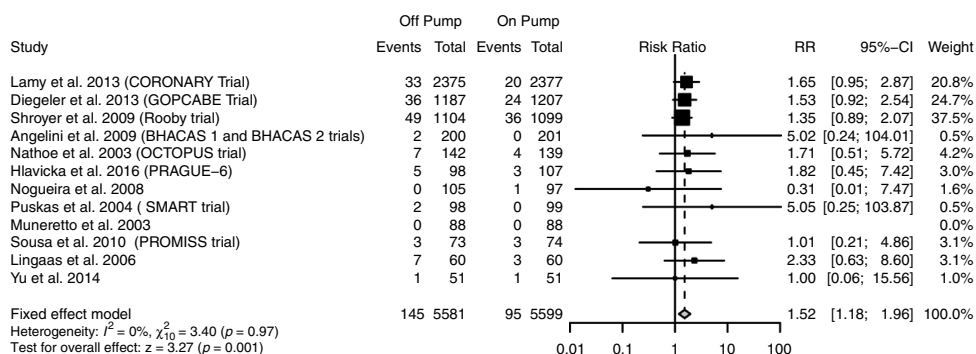 Off Pump On Pump
Study Events Total Events Total Risk Ratio RR 95%−CI Weight
Lamy et al. 2013 (CORONARY Trial) 33 2375 20 2377 1.65 [0.95; 2.87] 20.8%
Diegeler et al. 2013 (GOPCABE Trial) 36 1187 24 1207 1.53 [0.92; 2.54] 24.7%
Shroyer et al. 2009 (Rooby trial) 49 1104 36 1099 1.35 [0.89; 2.07] 37.5%
Angelini et al. 2009 (BHACAS 1 and BHACAS 2 trials) 2 200 0 201 5.02 [0.24; 104.01] 0.5%
Nathoe et al. 2003 (OCTOPUS trial) 7 142 4 139 1.71 [0.51; 5.72] 4.2%
Hlavicka et al. 2016 (PRAGUE−6) 5 98 3 107 1.82 [0.45; 7.42] 3.0%
Nogueira et al. 2008 0 105 1 97 0.31 [0.01; 7.47] 1.6%
Puskas et al. 2004 ( SMART trial) 2 98 0 99 5.05 [0.25; 103.87] 0.5%
Muneretto et al. 2003 0 88 0 88 0.0%
Sousa et al. 2010 (PROMISS trial) 3 73 3 74 1.01 [0.21; 4.86] 3.1%
Lingaas et al. 2006 7 60 3 60 2.33 [0.63; 8.60] 3.1%
Yu et al. 2014 1 51 1 51 1.00 [0.06; 15.56] 1.0%
Fixed effect model 145 5581 95 5599 1.52 [1.18; 1.96] 100.0%
Heterogeneity: I² = 0%, χ²₁₀ = 3.40 (p = 0.97)
Test for overall effect: z = 3.27 (p = 0.001)
0.01 0.10 1 10 100